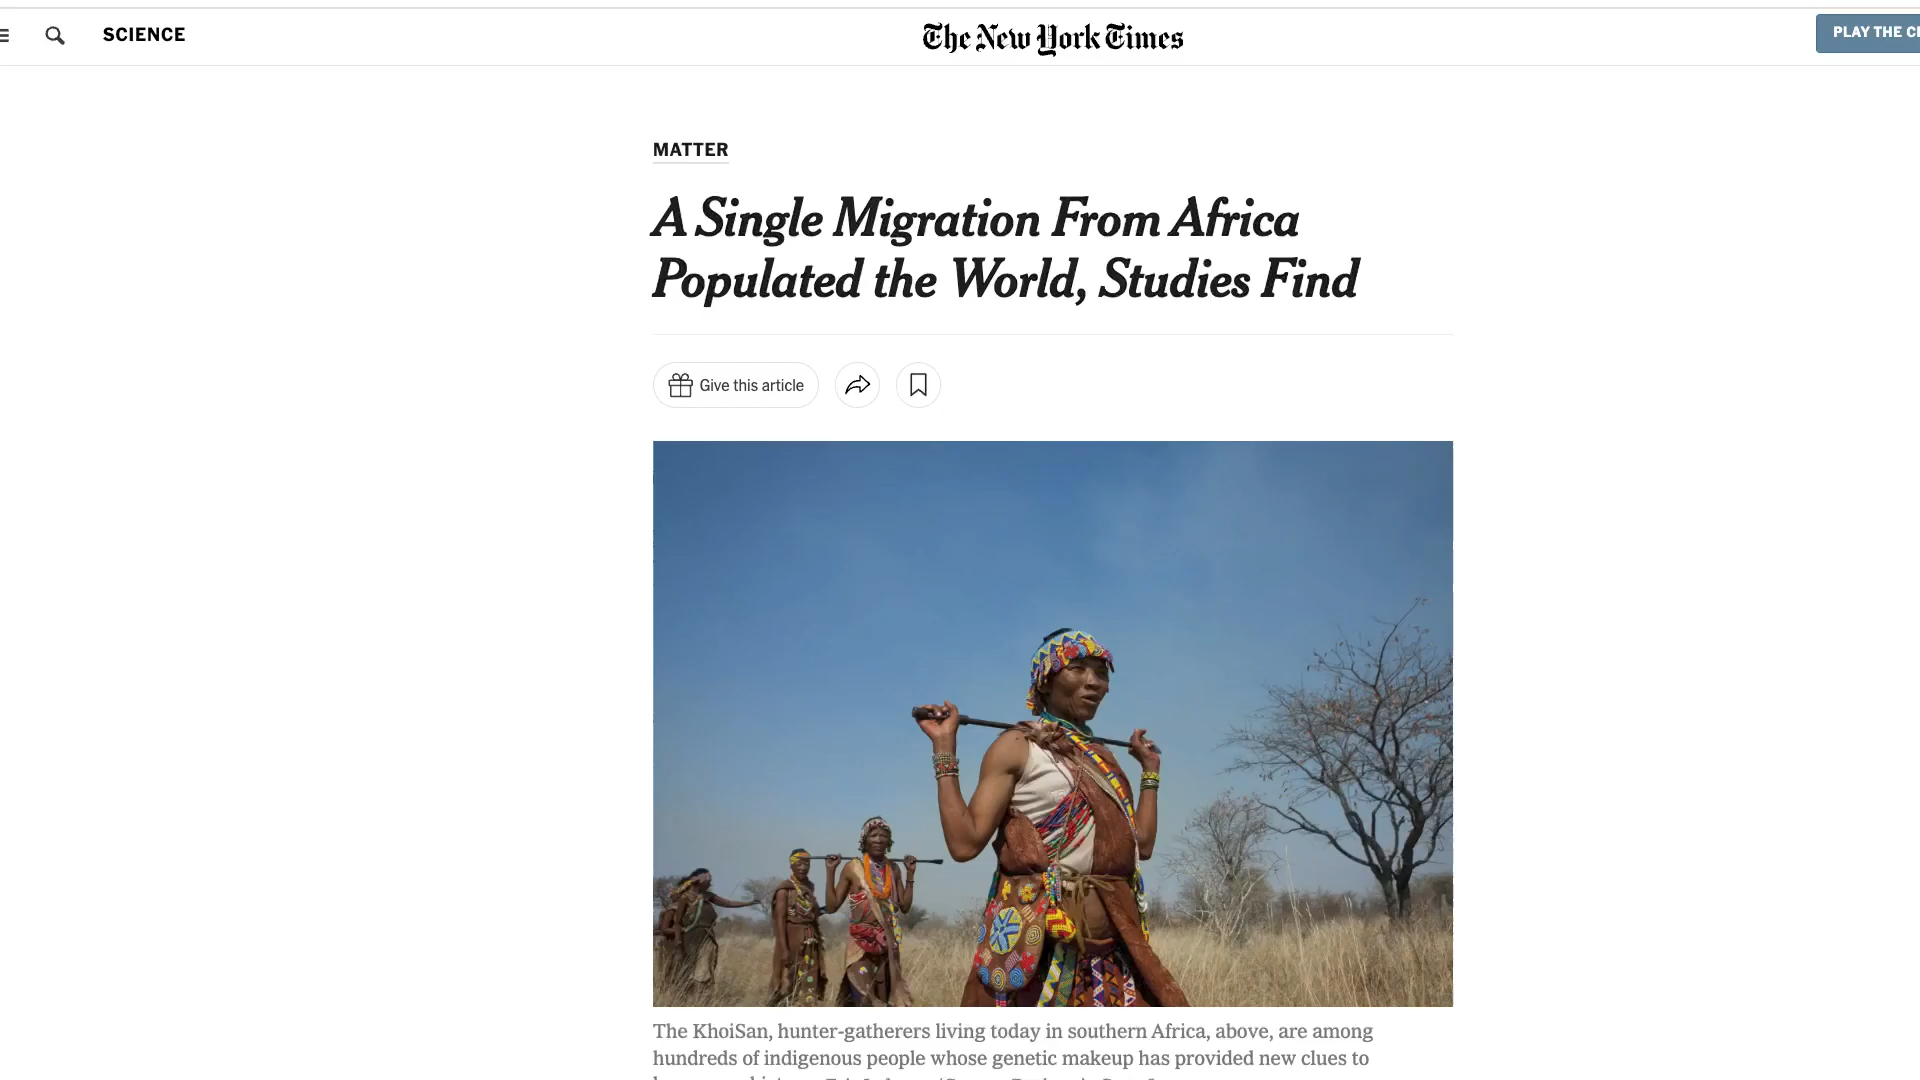 SCIENCE
The New York Times
PLAY THE
MATTER
A Single Migration From Africa
Populated the World, Studies Find
Give this article
The KhoiSan, hunter-gatherers living today in southern Africa, above, are among
hundreds of indigenous people whose genetic makeup has provided new clues to